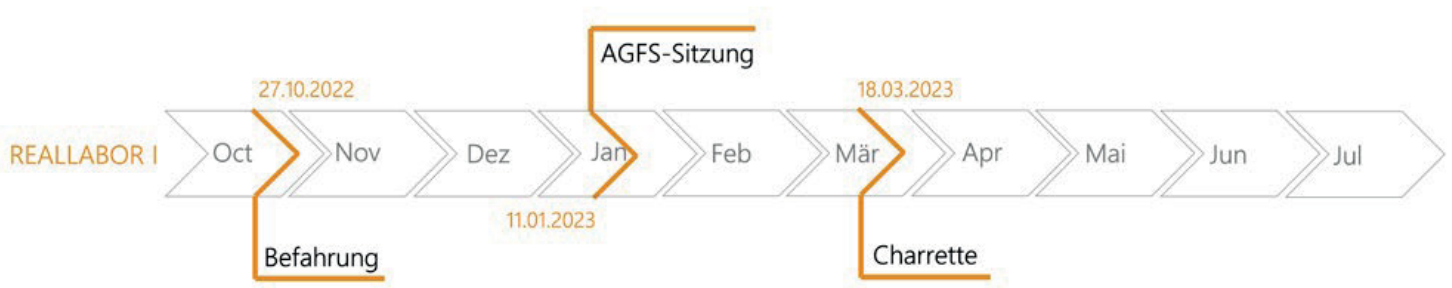 AGFS-Sitzung
27.10.2022
18.03.2023
REALLABOR I
Oct
Nov
Dez
Jan
Feb
Mär
Apr
Mai
Jun
Jul
11.01.2023
Befahrung
Charrette